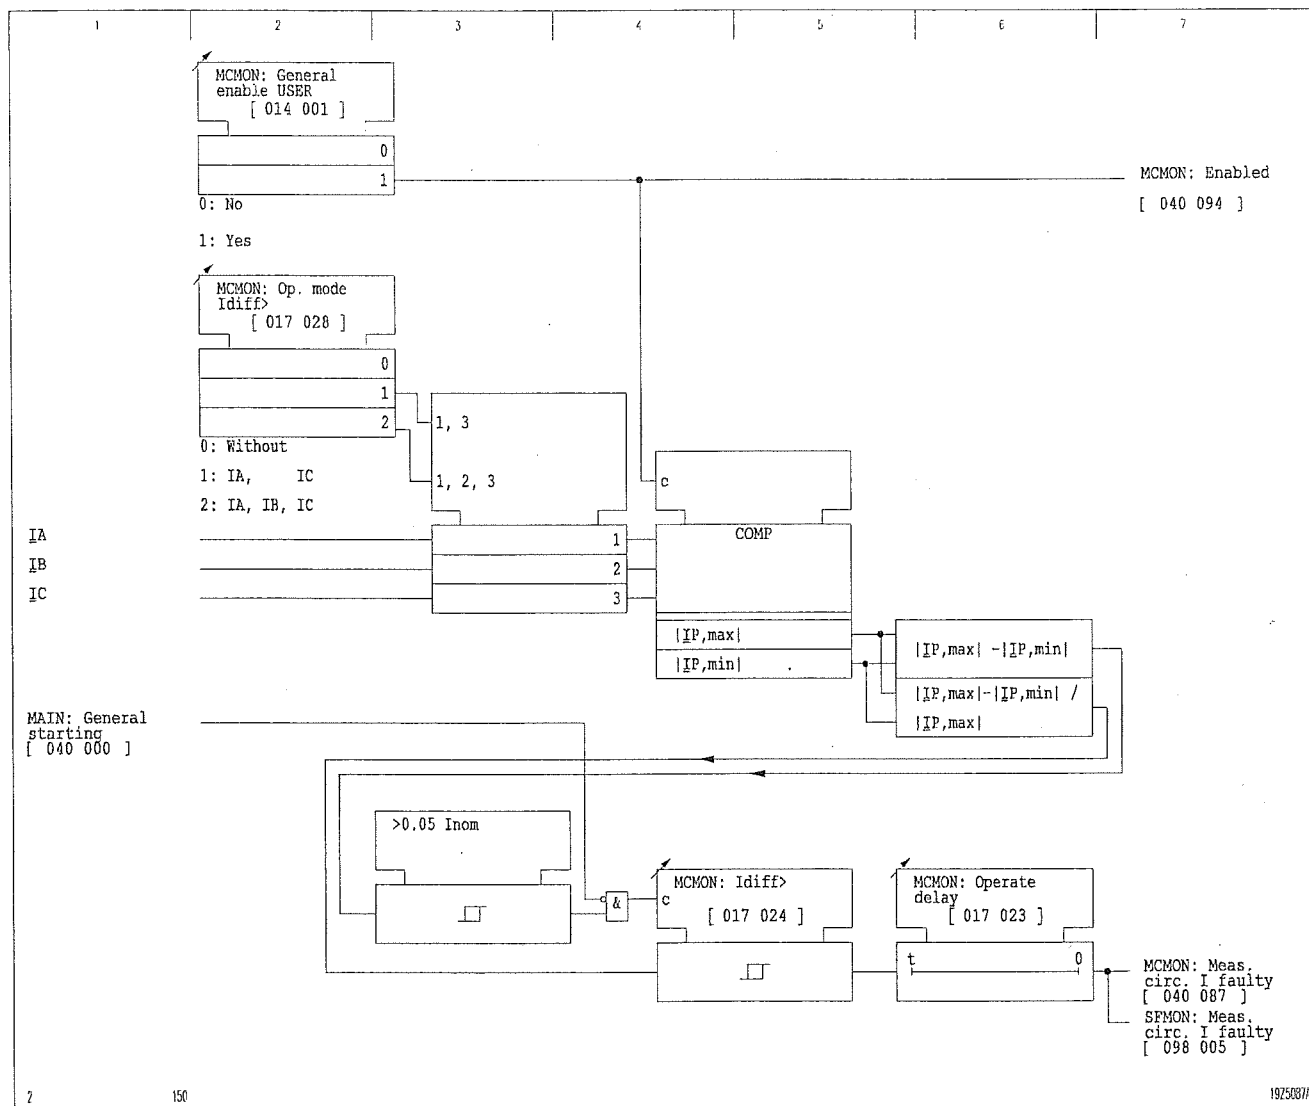 1 2 3 4 5 6 7
MCMON: General
enable USER
[ 014 001 ]
0
1
0: No
1: Yes
MCMON: Enabled
[ 040 094 ]
MCMON: Op. mode
Idiff>
[ 017 028 ]
0
1
2
0: Without
1: IA, IC
2: IA, IB, IC
1, 3
1, 2, 3
c
COMP
IA
IB
IC
1
2
3
|IP,max|
|IP,min|
|IP,max| -|IP,min|
|IP,max|-|IP,min| /
|IP,max|
MAIN: General
starting
[ 040 000 ]
>0.05 Inom
&
c
MCMON: Idiff>
[ 017 024 ]
MCMON: Operate
delay
[ 017 023 ]
t 0
MCMON: Meas.
circ. I faulty
[ 040 087 ]
SFMON: Meas.
circ. I faulty
[ 098 005 ]
2 150